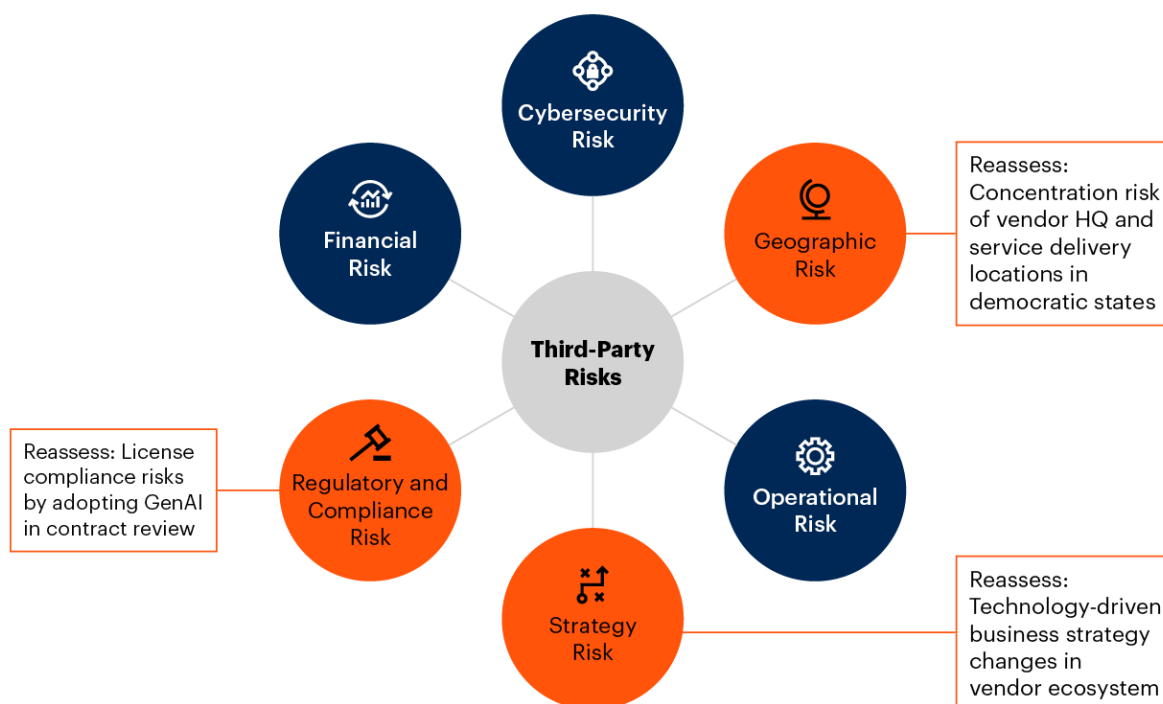 Cybersecurity
Risk
Reassess:
Concentration risk
of vendor HQ and
service delivery
locations in
democratic states
Financial
Risk
Geographic
Risk
Third-Party
Risks
Reassess: License
compliance risks
by adopting GenAI
in contract review
Regulatory and
Compliance
Risk
Operational
Risk
Strategy
Risk
Reassess:
Technology-driven
business strategy
changes in
vendor ecosystem